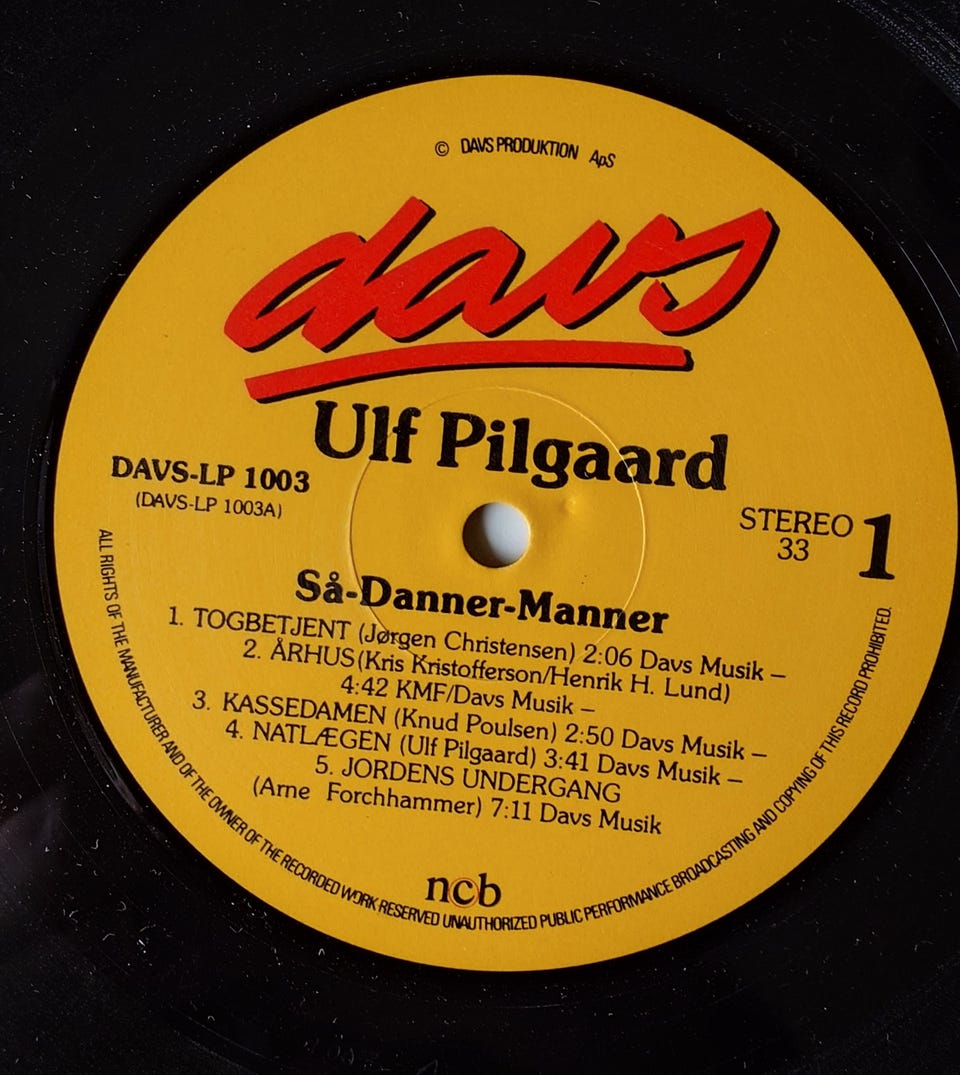 © DAVS PRODUKTION ApS
davs
Ulf Pilgaard
DAVS-LP 1003
(DAVS-LP 1003A)
STEREO
33
1
Så-Danner-Manner
1. TOGBETJENT (Jørgen Christensen) 2:06 Davs Musik –
2. ÅRHUS (Kris Kristofferson/Henrik H. Lund)
4:42 KMF/Davs Musik –
3. KASSEDAMEN (Knud Poulsen) 2:50 Davs Musik –
4. NATLÆGEN (Ulf Pilgaard) 3:41 Davs Musik –
5. JORDENS UNDERGANG
(Arne Forchhammer) 7:11 Davs Musik
ncb
ALL RIGHTS OF THE MANUFACTURER AND OF THE OWNER OF THE RECORDED WORK RESERVED UNAUTHORIZED PUBLIC PERFORMANCE BROADCASTING AND COPYING OF THIS RECORD PROHIBITED.